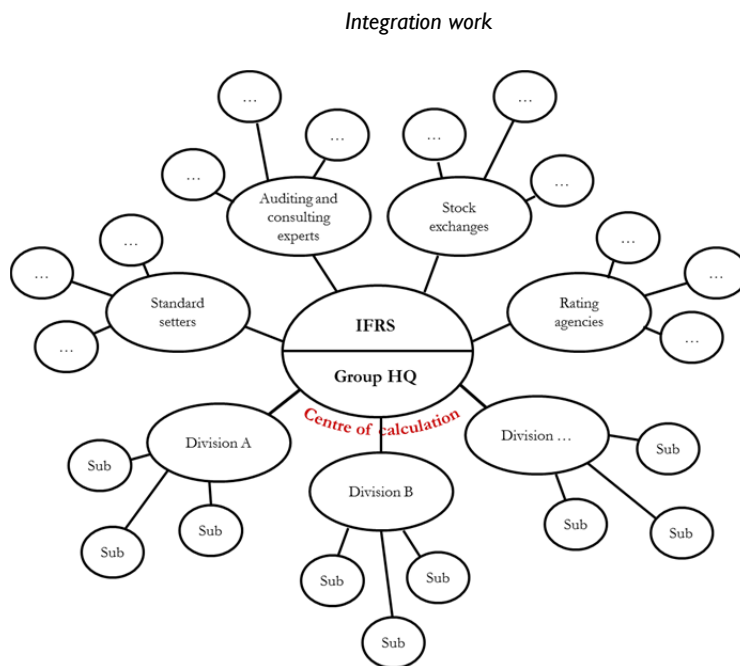 Integration work
…
…
…
…
…
…
Auditing and
consulting
experts
Stock
exchanges
…
…
…
…
…
…
Standard
setters
Rating
agencies
IFRS
Group HQ
Centre of calculation
Division A
Division B
Division …
Sub
Sub
Sub
Sub
Sub
Sub
Sub
Sub
Sub